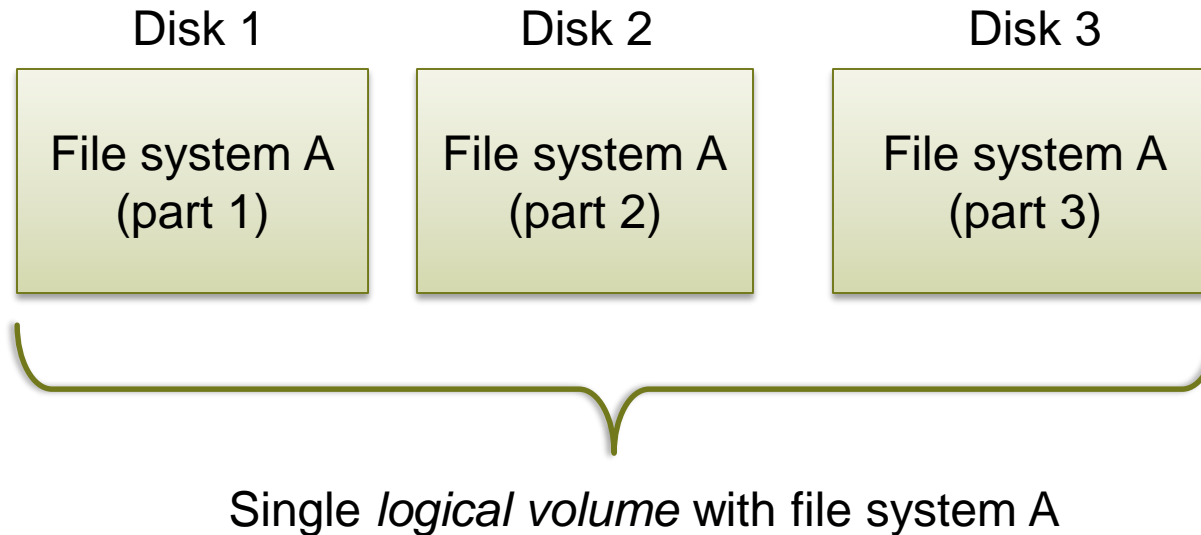 Disk 1
Disk 2
Disk 3
File system A
(part 1)
File system A
(part 2)
File system A
(part 3)
Single logical volume with file system A